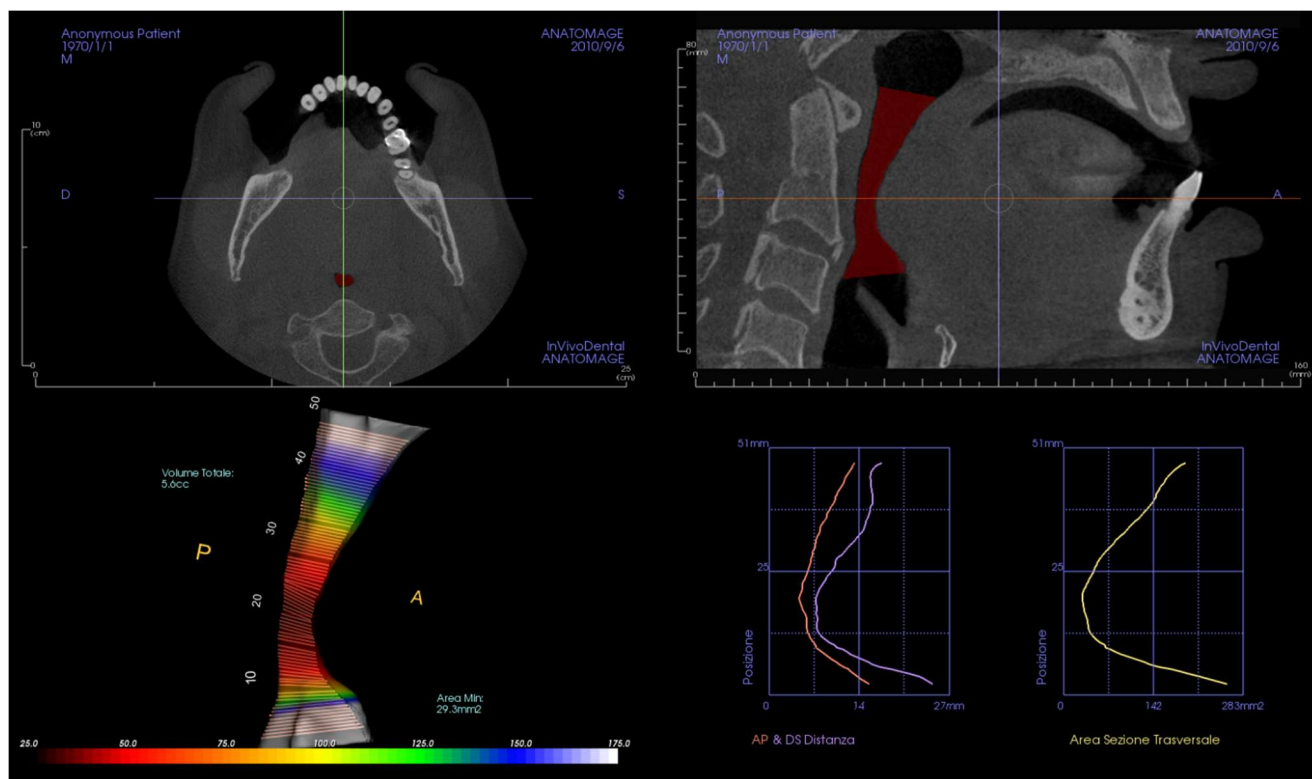 Anonymous Patient
1970/1/1
M
ANATOMAGE
2010/9/6
10
(cm)
D
S
InVivoDental
ANATOMAGE
0
0
25
(cm)
80
(mm)
Anonymous Patient
1970/1/1
M
ANATOMAGE
2010/9/6
P
A
InVivoDental
ANATOMAGE
0
0
160
(mm)
50
40
30
20
10
Volume Totale:
5.6cc
P
A
Area Min:
29.3mm2
25.0
50.0
75.0
100.0
125.0
150.0
175.0
51mm
25
Posizione
0
14
27mm
AP & DS Distanza
51mm
25
Posizione
0
142
283mm2
Area Sezione Trasversale